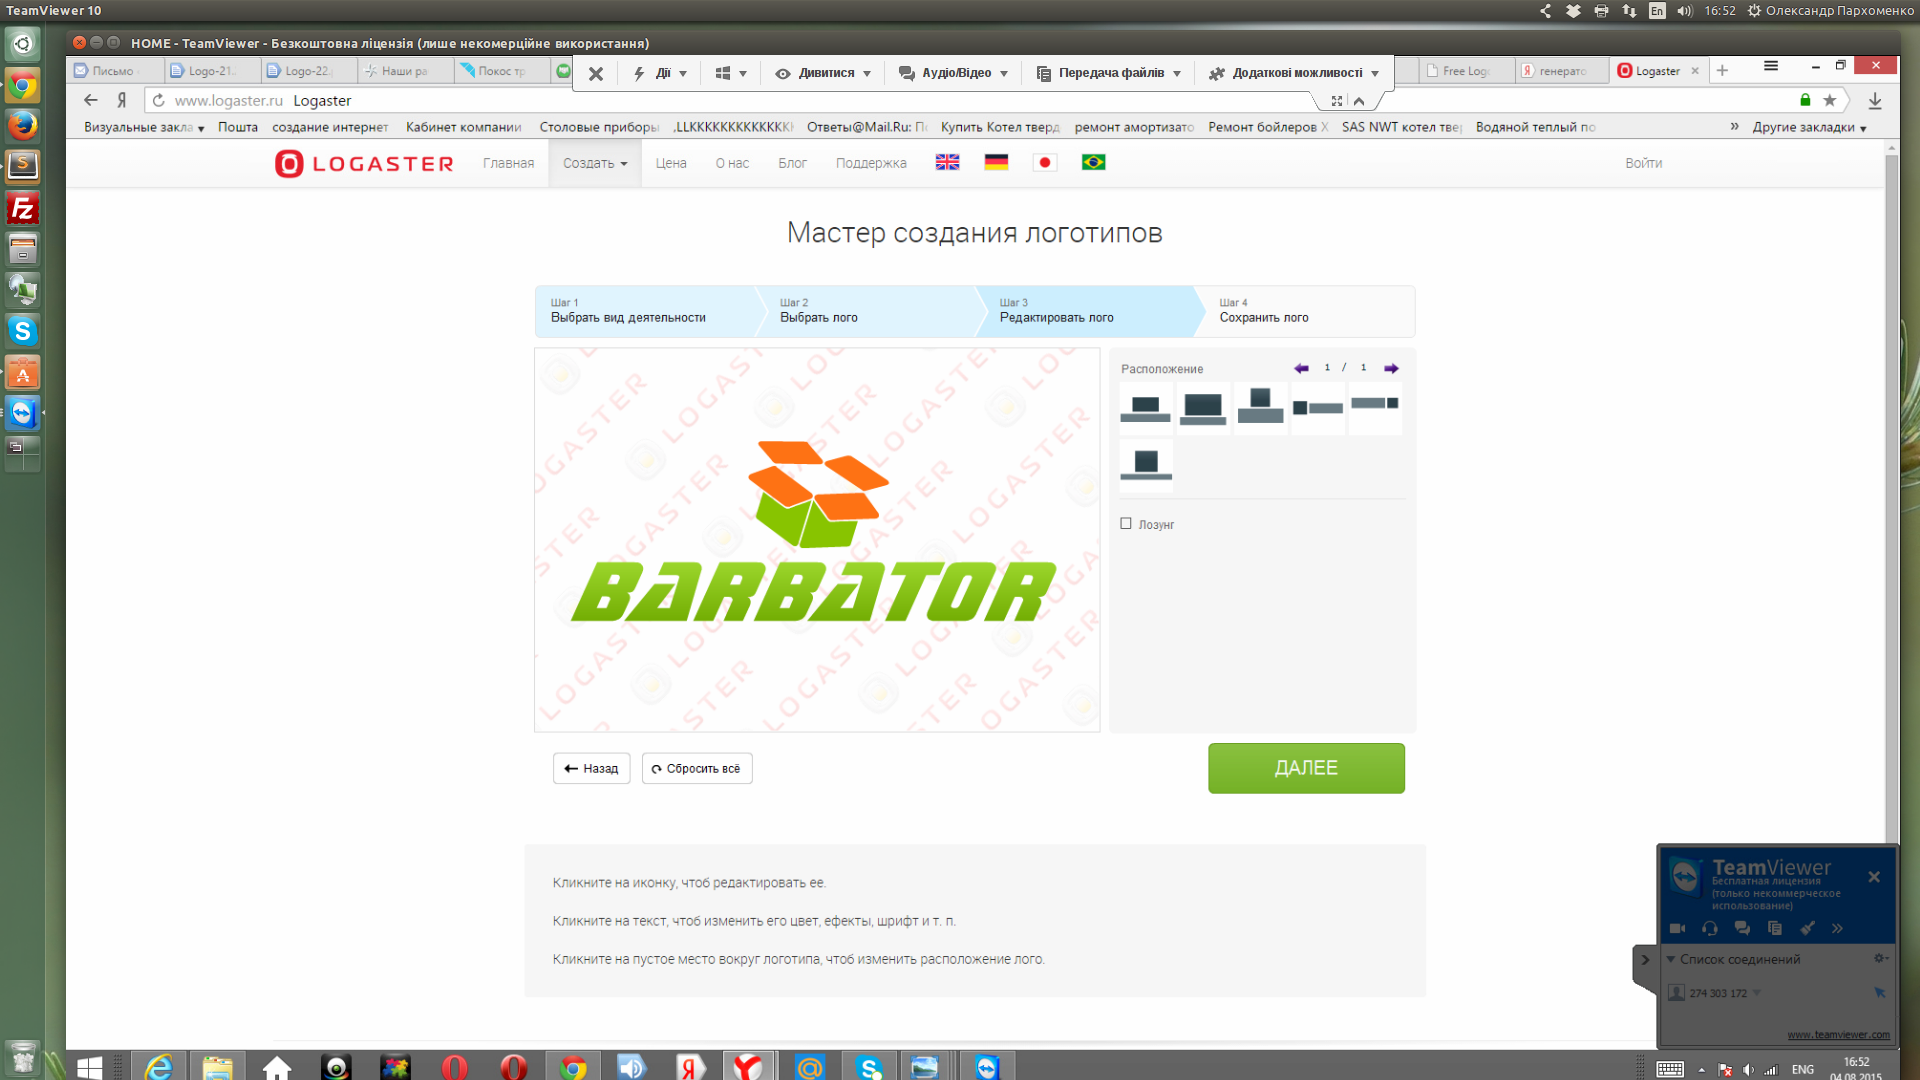 TeamViewer 10
En
16:52
Олександр Пархоменко
HOME - TeamViewer - Безкоштовна ліцензія (лише некомерційне використання)
Письмо
Logo-21.
Logo-22.
Наши ра
Покос тр
Дії
Дивитися
Аудіо/Відео
Передача файлів
Додаткові можливості
Free Log
генерато
Logaster
www.logaster.ru Logaster
Визуальные закла
Почта
создание интернет
Кабинет компании
Столовые приборы
,LLKKKKKKKKKKKKK
Ответы@Mail.Ru: П
Купить Котел тверд
ремонт амортизато
Ремонт бойлеров Х
SAS NWT котел твер
Водяной теплый по
Другие закладки
LOGASTER
Главная
Создать
Цена
О нас
Блог
Поддержка
Войти
Мастер создания логотипов
Шаг 1
Выбрать вид деятельности
Шаг 2
Выбрать лого
Шаг 3
Редактировать лого
Шаг 4
Сохранить лого
LOGASTER
BARBATOR
Расположение
1 / 1
Лозунг
Назад
Сбросить всё
ДАЛЕЕ
Кликните на иконку, чтоб редактировать ее.
Кликните на текст, чтоб изменить его цвет, ефекты, шрифт и т. п.
Кликните на пустое место вокруг логотипа, чтоб изменить расположение лого.
TeamViewer
Бесплатная лицензия
(только некоммерческое
использование)
Список соединений
274 303 172
www.teamviewer.com
ENG
16:52
04.08.2015